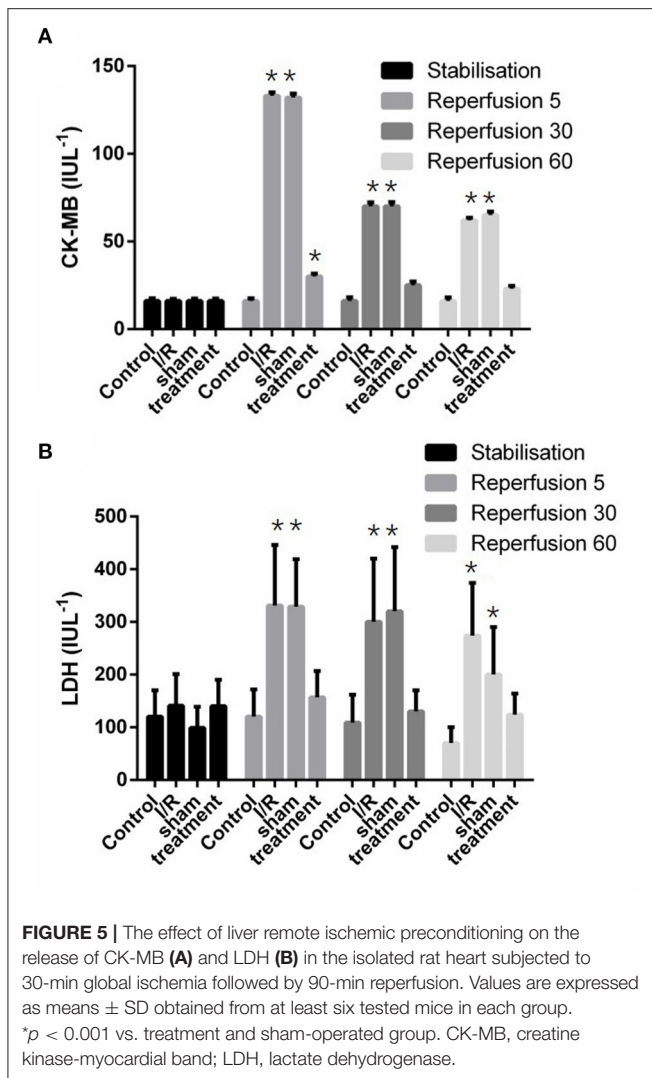 A
150
100
50
0
CK-MB (IUL⁻¹)
Stabilisation
Reperfusion 5
Reperfusion 30
Reperfusion 60
* *
*
* *
* *
Control I/R sham treatment Control I/R sham treatment Control I/R sham treatment Control I/R sham treatment
B
500
400
300
200
100
0
LDH (IUL⁻¹)
Stabilisation
Reperfusion 5
Reperfusion 30
Reperfusion 60
* *
* *
*
*
Control I/R sham treatment Control I/R sham treatment Control I/R sham treatment Control I/R sham treatment
FIGURE 5 | The effect of liver remote ischemic preconditioning on the
release of CK-MB (A) and LDH (B) in the isolated rat heart subjected to
30-min global ischemia followed by 90-min reperfusion. Values are expressed
as means ± SD obtained from at least six tested mice in each group.
*p < 0.001 vs. treatment and sham-operated group. CK-MB, creatine
kinase-myocardial band; LDH, lactate dehydrogenase.